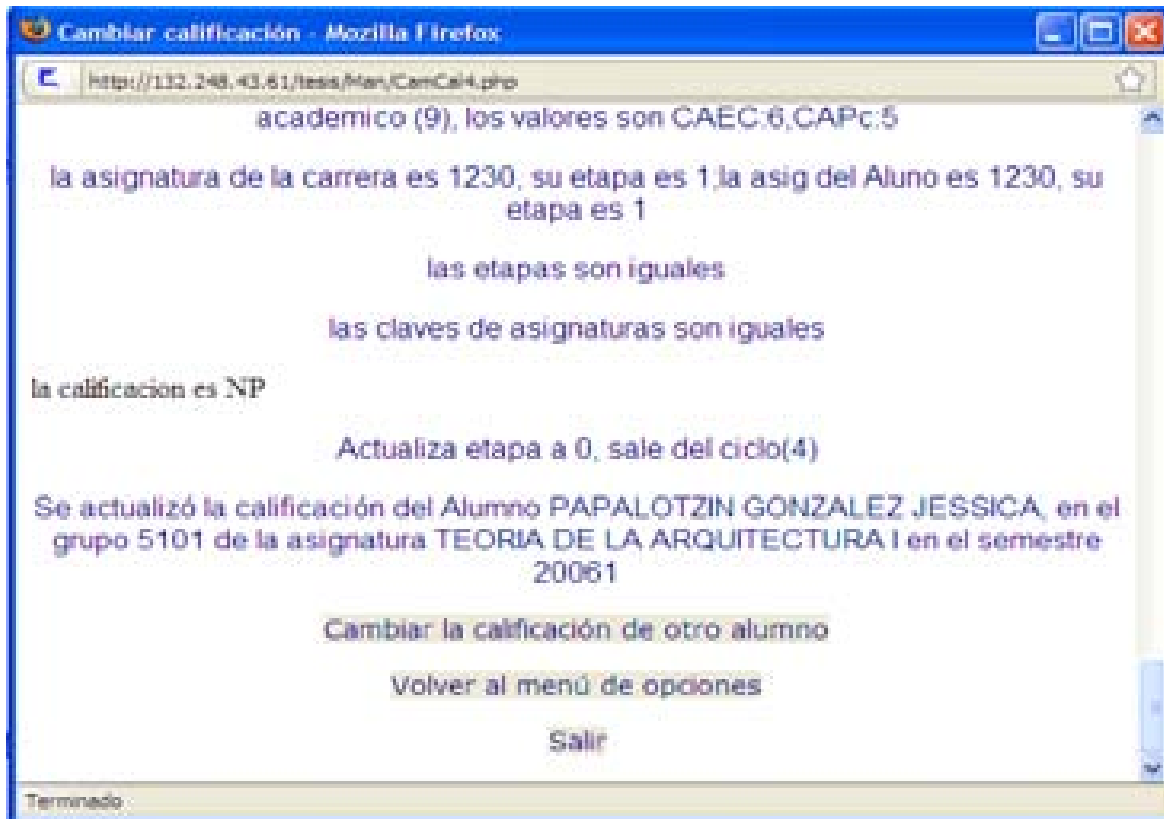 Cambiar calificación - Mozilla Firefox
http://132.248.43.61/tesis/Man/CamCal4.php
academico (9), los valores son CAEC:6,CAPc:5
la asignatura de la carrera es 1230, su etapa es 1,la asig del Aluno es 1230, su
etapa es 1
las etapas son iguales
las claves de asignaturas son iguales
la calificacion es NP
Actualiza etapa a 0, sale del ciclo(4)
Se actualizó la calificación del Alumno PAPALOTZIN GONZALEZ JESSICA, en el
grupo 5101 de la asignatura TEORIA DE LA ARQUITECTURA I en el semestre
20061
Cambiar la calificación de otro alumno
Volver al menú de opciones
Salir
Terminado